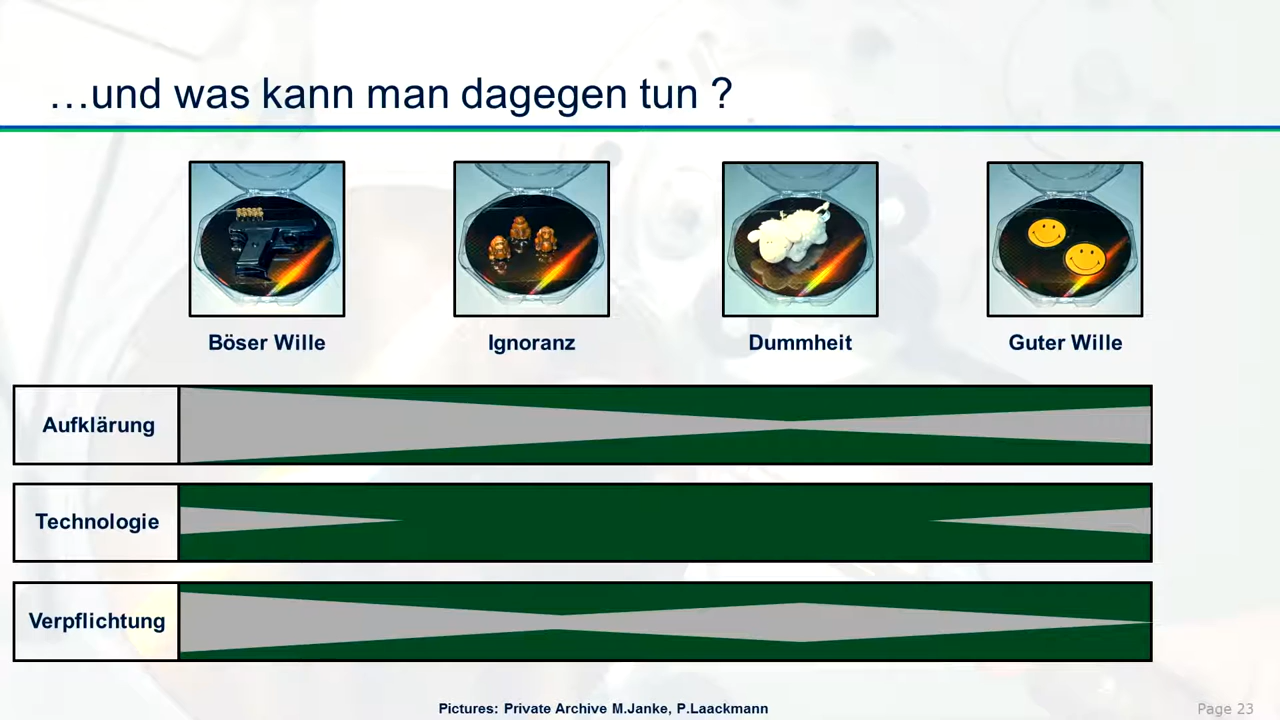 …und was kann man dagegen tun ?
Böser Wille
Ignoranz
Dummheit
Guter Wille
Aufklärung
Technologie
Verpflichtung
Pictures: Private Archive M.Janke, P.Laackmann
Page 23